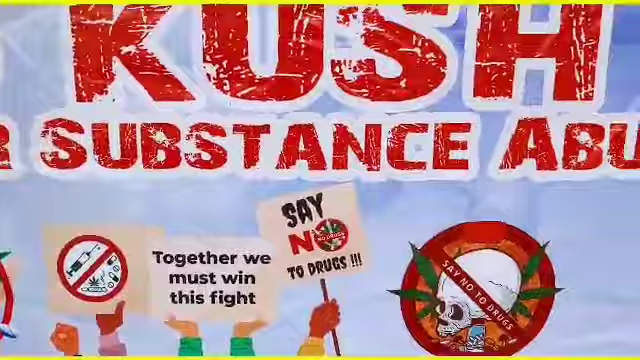 KUSH
R SUBSTANCE ABU
SAY
NO
TO DRUGS !!!
Together we
must win
this fight
SAY NO TO DRUGS